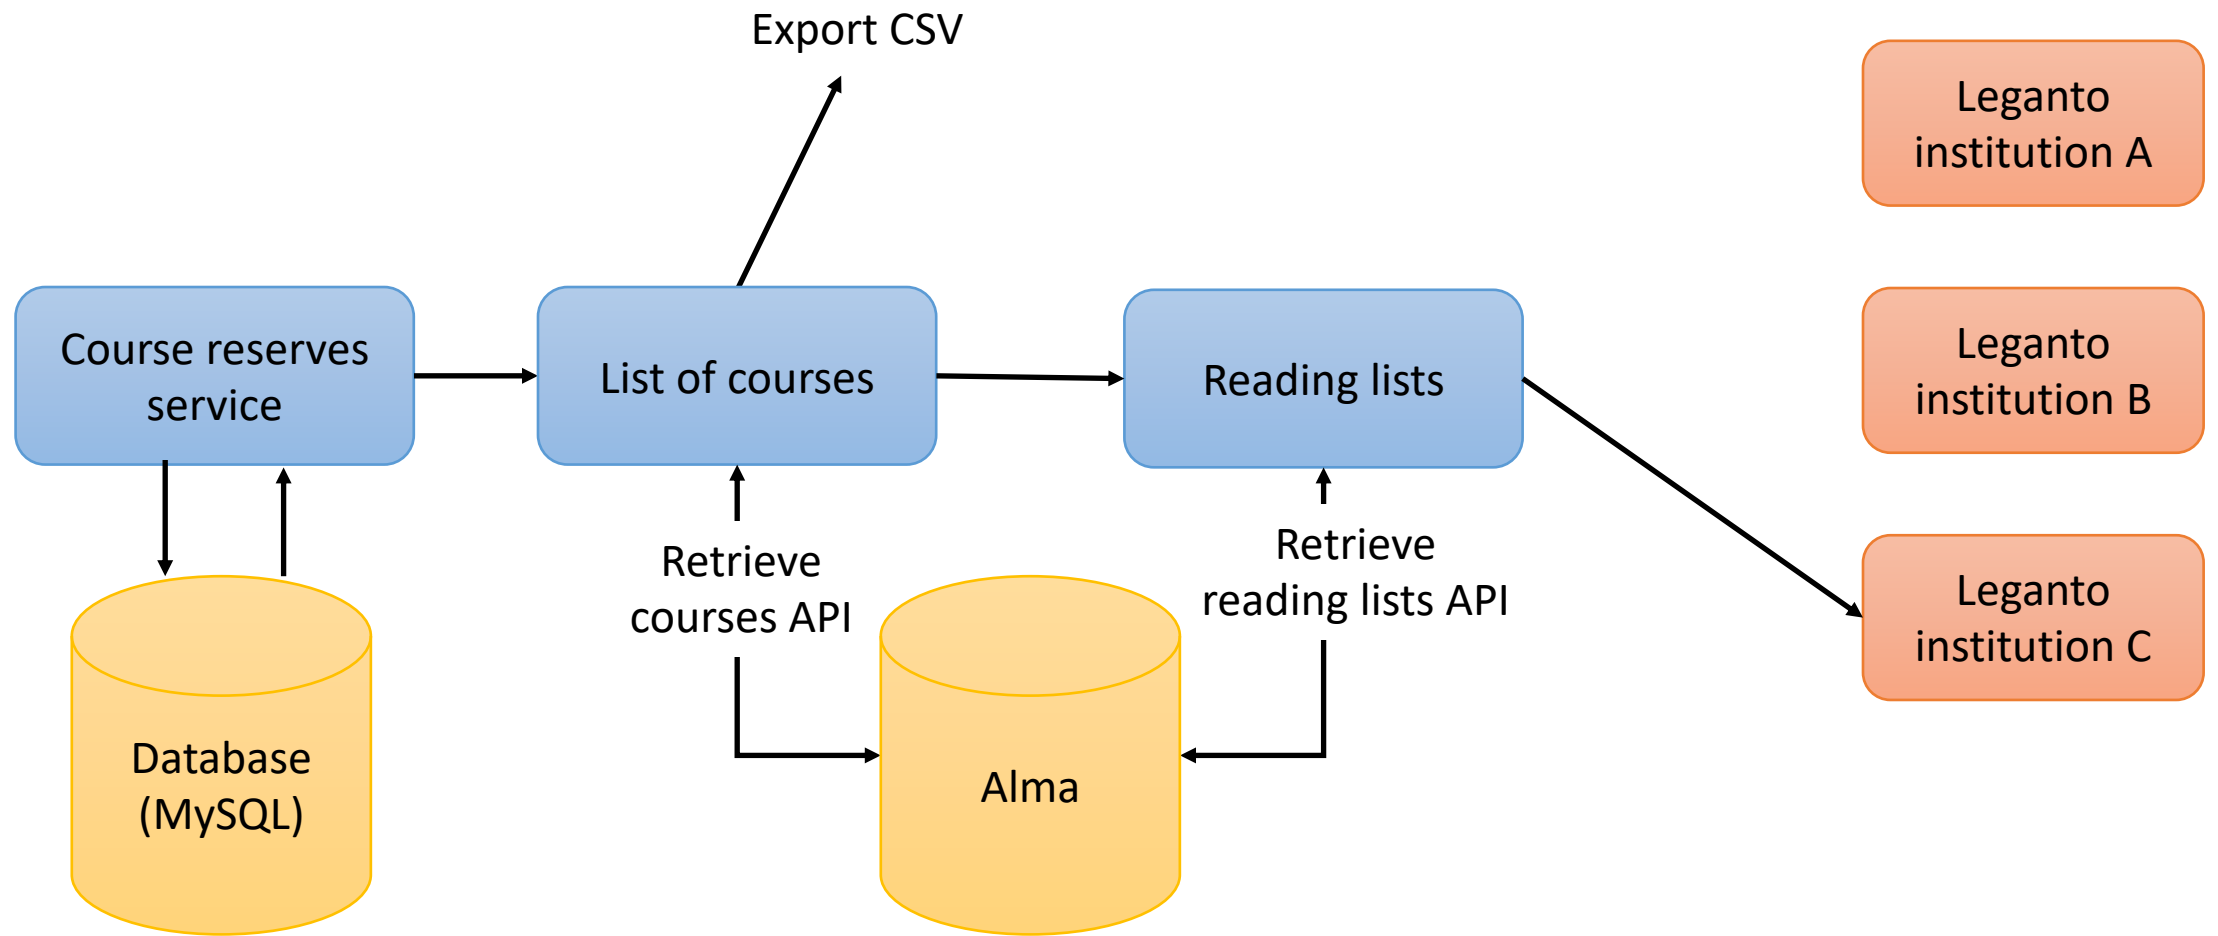 Export CSV
Leganto
institution A
Course reserves
service
List of courses
Reading lists
Leganto
institution B
Retrieve
courses API
Retrieve
reading lists API
Leganto
institution C
Database
(MySQL)
Alma